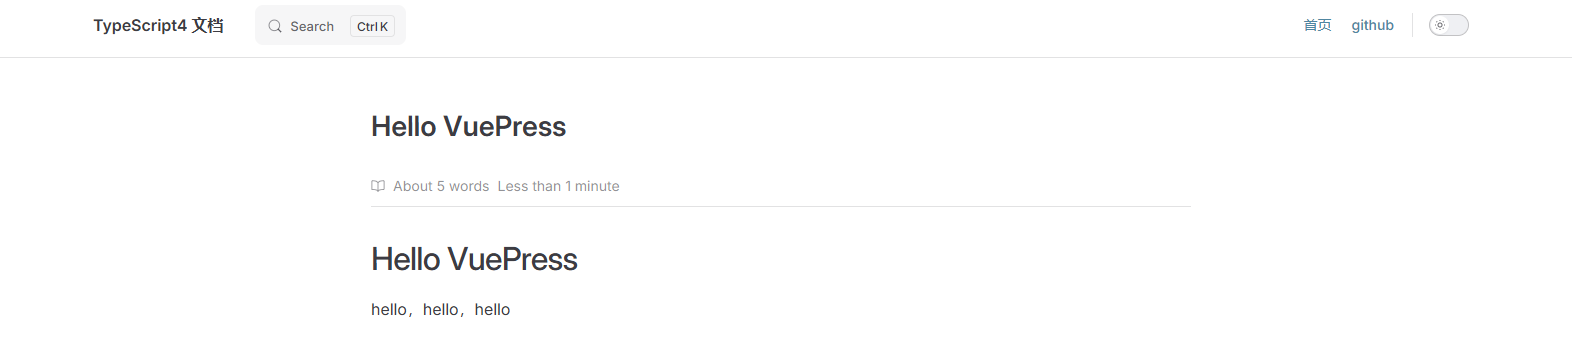 TypeScript4 文档 Search Ctrl K 首页 github
Hello VuePress
About 5 words Less than 1 minute
Hello VuePress
hello，hello，hello